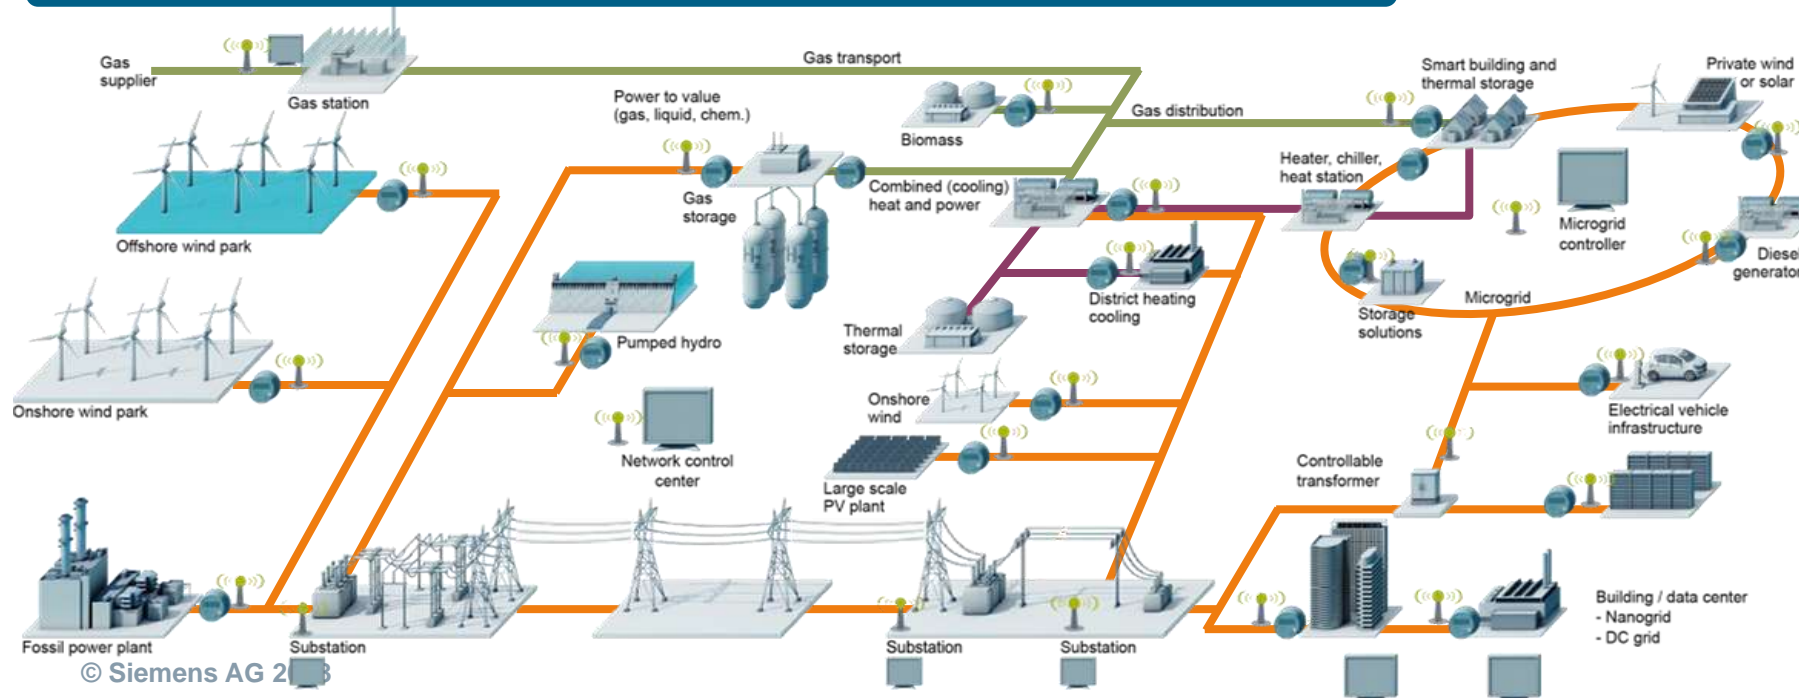 Gas
supplier
Gas station
Gas transport
Power to value
(gas, liquid, chem.)
Biomass
Gas distribution
Smart building and
thermal storage
Private wind
or solar
Offshore wind park
Gas
storage
Combined (cooling)
heat and power
Heater, chiller,
heat station
Microgrid
controller
Diesel
generator
H₂
H₂
Onshore wind park
Pumped hydro
Thermal
storage
District heating
cooling
Storage
solutions
Microgrid
Onshore
wind
Electrical vehicle
infrastructure
Network control
center
Large scale
PV plant
Controllable
transformer
Fossil power plant
Substation
Substation
Substation
Building / data center
- Nanogrid
- DC grid
© Siemens AG